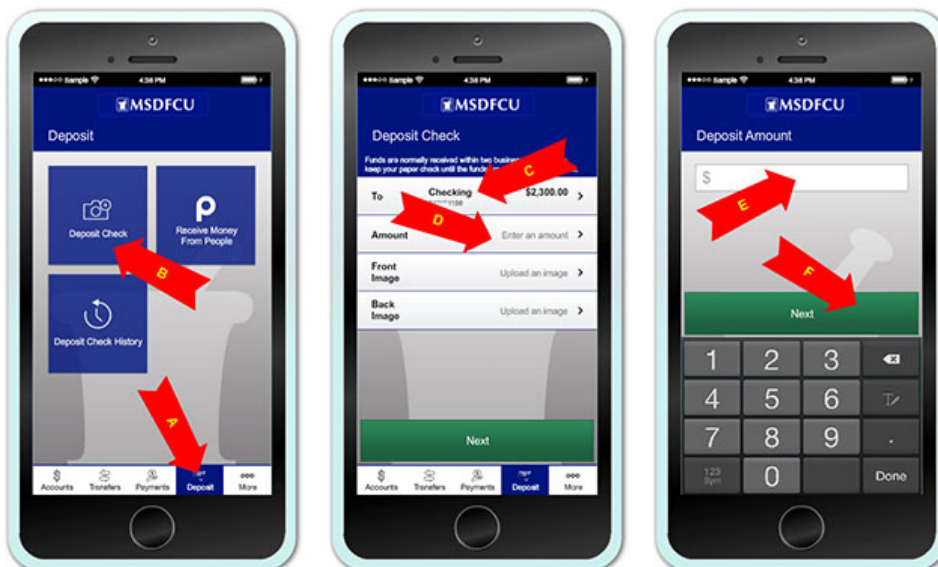 Sample 4:38 PM
MSDFCU
Deposit
Deposit Check
Receive Money
From People
B
Deposit Check History
A
Accounts Transfers Payments Deposit More
Sample 4:38 PM
MSDFCU
Deposit Check
Funds are normally received within two
keep your paper check until the
C
To Checking $2,300.00
1186
D
Amount Enter an amount
Front
Image Upload an image
Back
Image Upload an image
Next
Accounts Transfers Payments Deposit More
Sample 4:38 PM
MSDFCU
Deposit Amount
$
E
F
Next
1 2 3
4 5 6
7 8 9 .
123
Sym 0 Done